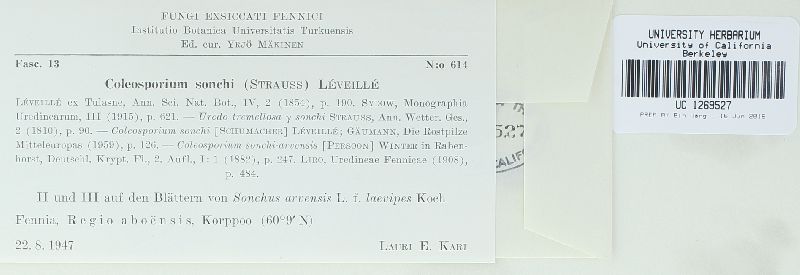 FUNGI EXSICCATI FENNICI
Instituto Botanica Universitatis Turkuensis
Ed. cur. YRJÖ MÄKINEN
Fasc. 13 N:o 614
Coleosporium sonchi (STRAUSS) LÉVEILLÉ
LÉVEILLÉ ex Tulasne, Ann. Sci. Nat. Bot., IV, 2 (1854), p. 190. SYDOW, Monographia
Uredinearum, III (1915), p. 621. — Uredo tremellosa γ sonchi STRAUSS, Ann. Wetter. Ges.,
2 (1810), p. 90. — Coleosporium sonchi [SCHUMACHER] LÉVEILLÉ; GÄUMANN, Die Rostpilze
Mitteleuropas (1959), p. 126. — Coleosporium sonchi-arvensis [PERSOON] WINTER in Raben-
horst, Deutschl. Krypt. Fl., 2. Aufl., I: 1 (1882), p. 247. LIRO, Uredineae Fennicae (1908),
p. 484.
II und III auf den Blättern von Sonchus arvensis L. f. laevipes Koch
Fennia, Regio aboënsis, Korppoo (60°9′ N)
22. 8. 1947 LAURI E. KARI
527
CALIFO
UNIVERSITY HERBARIUM
University of California
Berkeley
UC 1269527